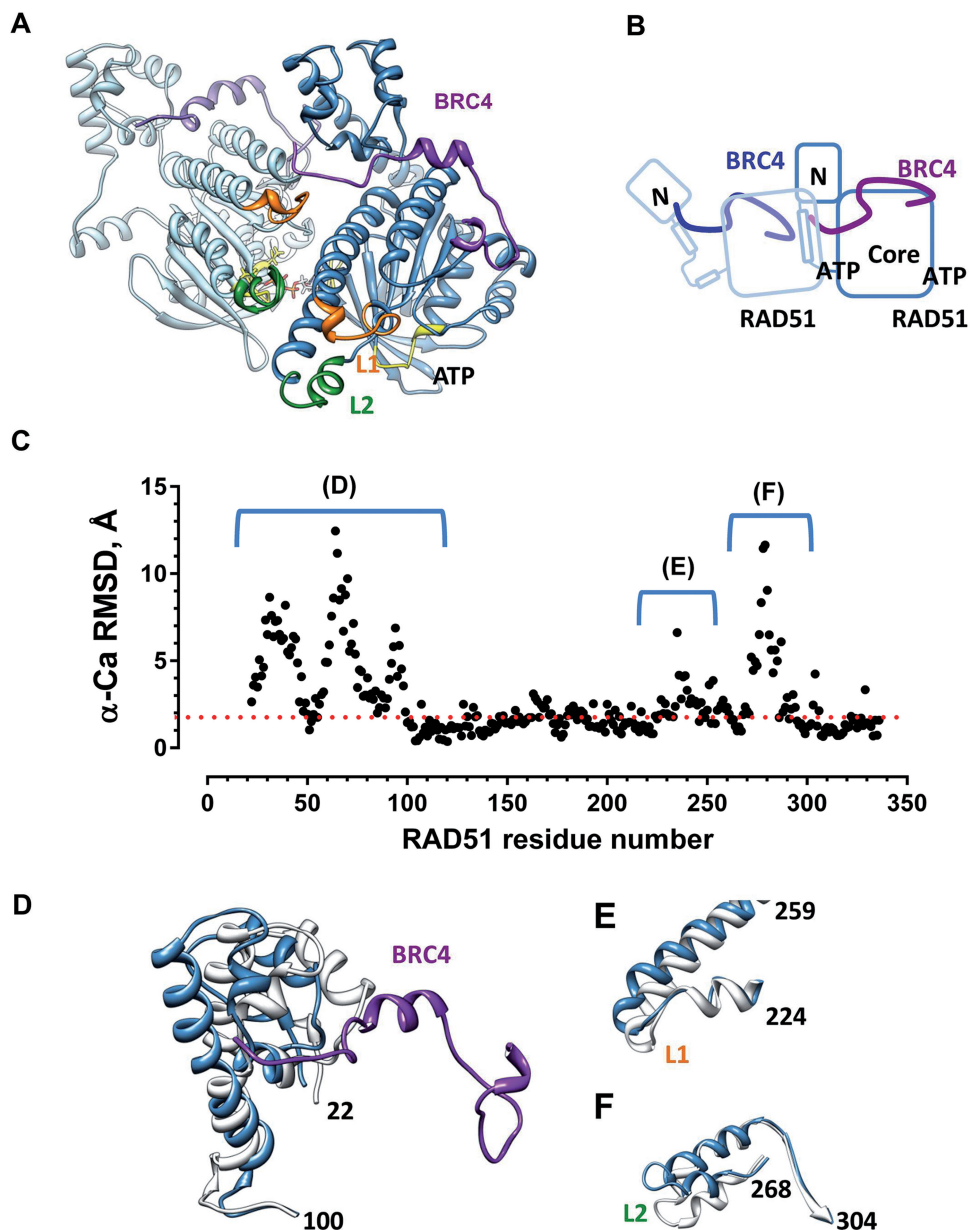 A
BRC4
L1
ATP
L2
B
BRC4
BRC4
N
N
Core
ATP
ATP
RAD51
RAD51
C
(D)
(F)
(E)
15
10
5
0
α-Ca RMSD, Å
0 50 100 150 200 250 300 350
RAD51 residue number
D
BRC4
22
100
E
259
224
L1
F
268
L2
304